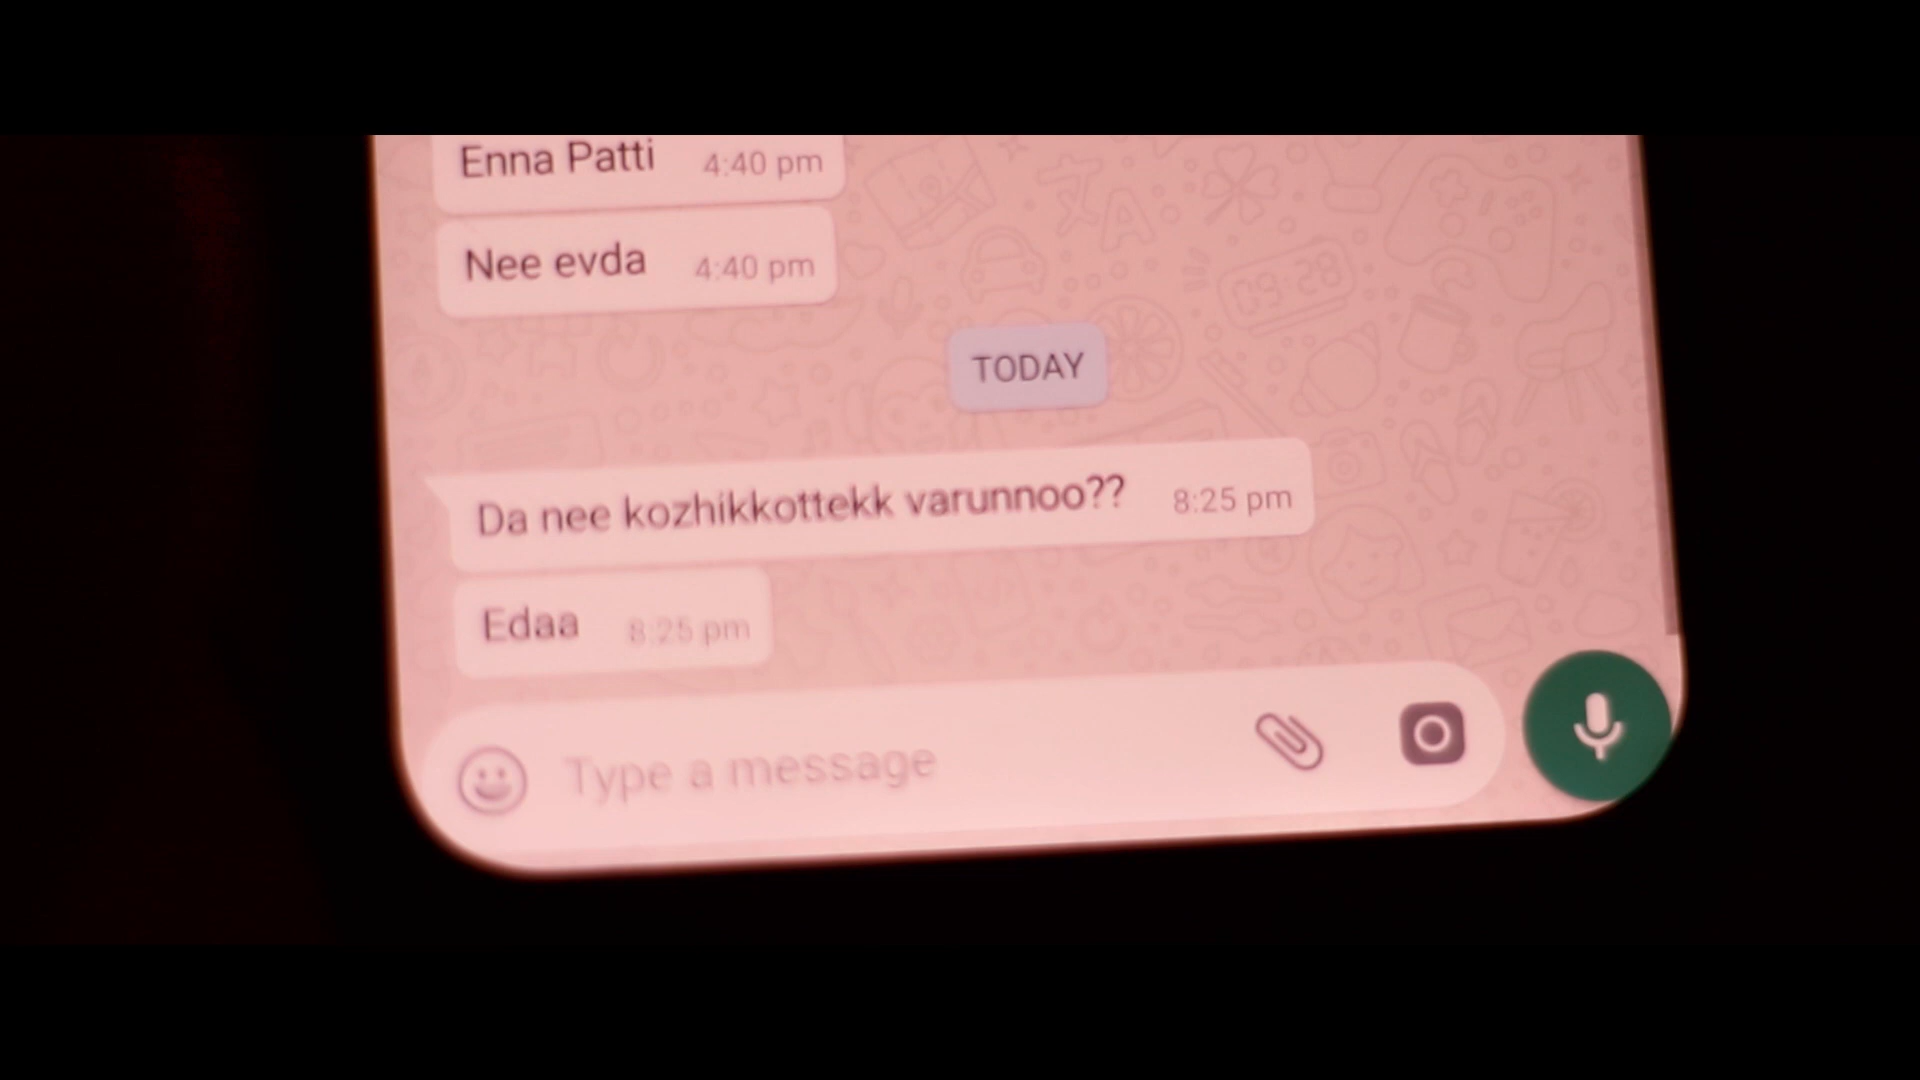 Enna Patti 4:40 pm
Nee evda 4:40 pm
TODAY
Da nee kozhikkottekk varunnoo?? 8:25 pm
Edaa 8:25 pm
Type a message